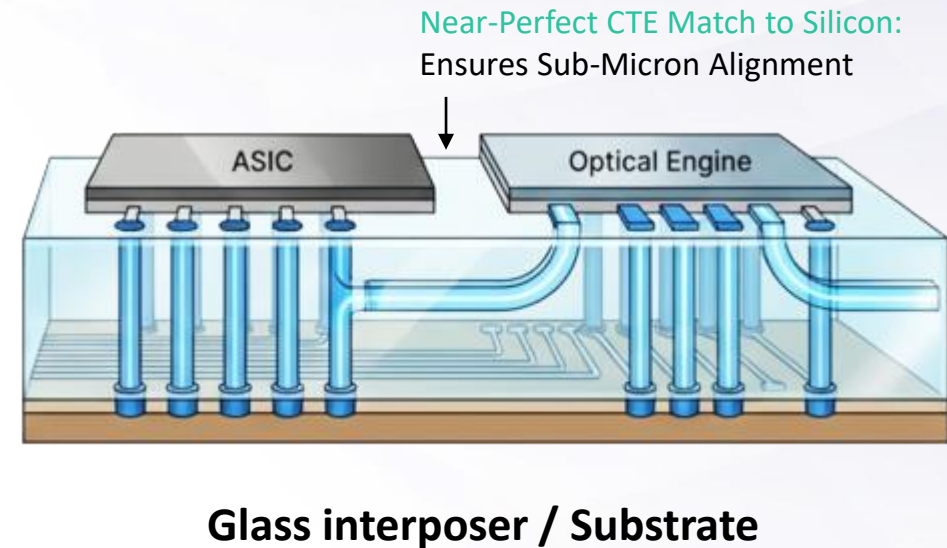 Near-Perfect CTE Match to Silicon:
Ensures Sub-Micron Alignment
ASIC
Optical Engine
Glass interposer / Substrate